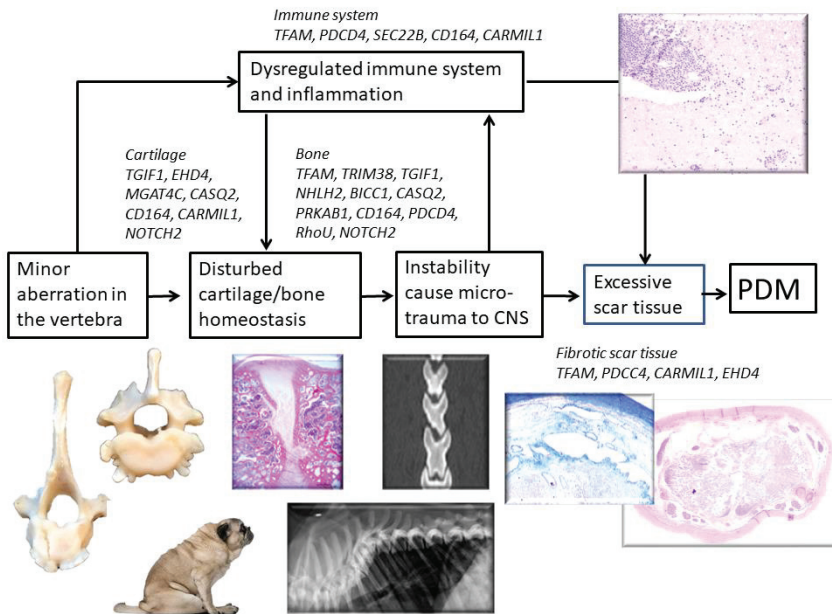 Immune system
TFAM, PDCD4, SEC22B, CD164, CARMIL1
Dysregulated immune system
and inflammation
Cartilage
TGIF1, EHD4,
MGAT4C, CASQ2,
CD164, CARMIL1,
NOTCH2
Bone
TFAM, TRIM38, TGIF1,
NHLH2, BICC1, CASQ2,
PRKAB1, CD164, PDCD4,
RhoU, NOTCH2
Minor
aberration in
the vertebra
Disturbed
cartilage/bone
homeostasis
Instability
cause micro-
trauma to CNS
Excessive
scar tissue
PDM
Fibrotic scar tissue
TFAM, PDCC4, CARMIL1, EHD4